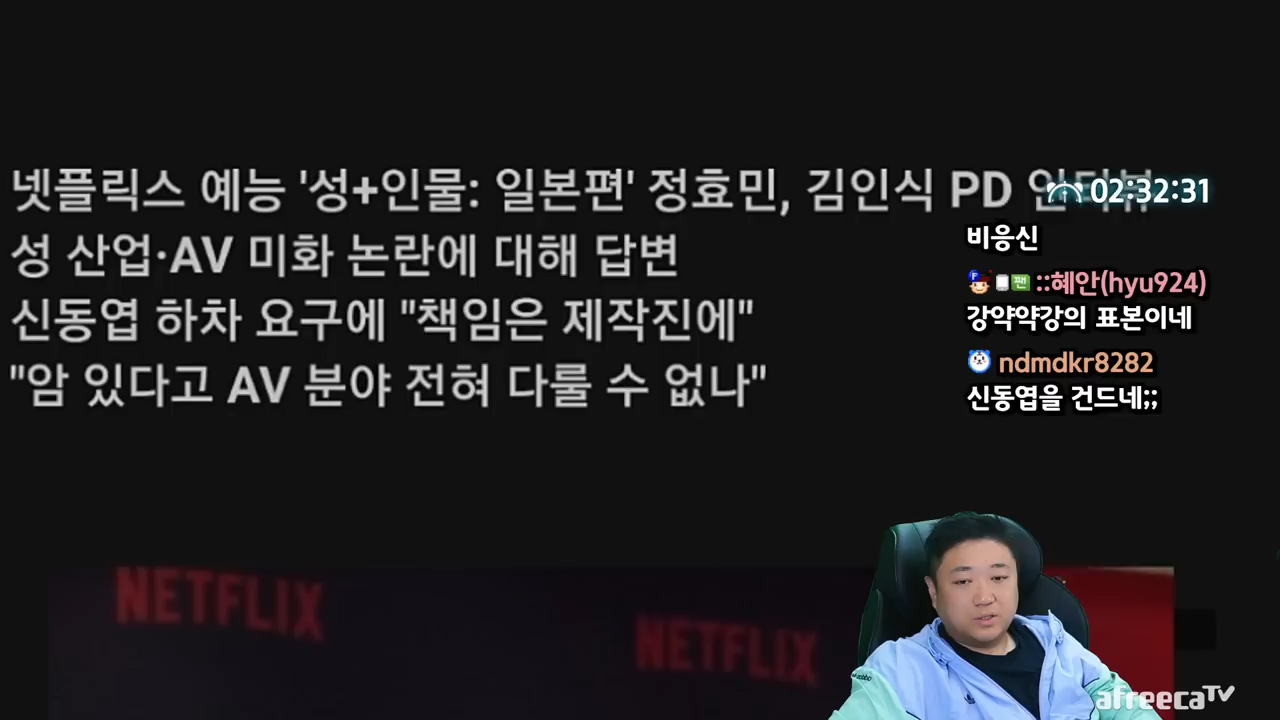 넷플릭스 예능 '성+인물: 일본편' 정효민, 김인식 PD
성 산업·AV 미화 논란에 대해 답변
신동엽 하차 요구에 "책임은 제작진에"
"암 있다고 AV 분야 전혀 다룰 수 없나"
02:32:31
비응신
F 팬 ::혜안(hyu924)
강약약강의 표본이네
ndmdkr8282
신동엽을 건드네;;
NETFLIX
NETFLIX
afreecaTV